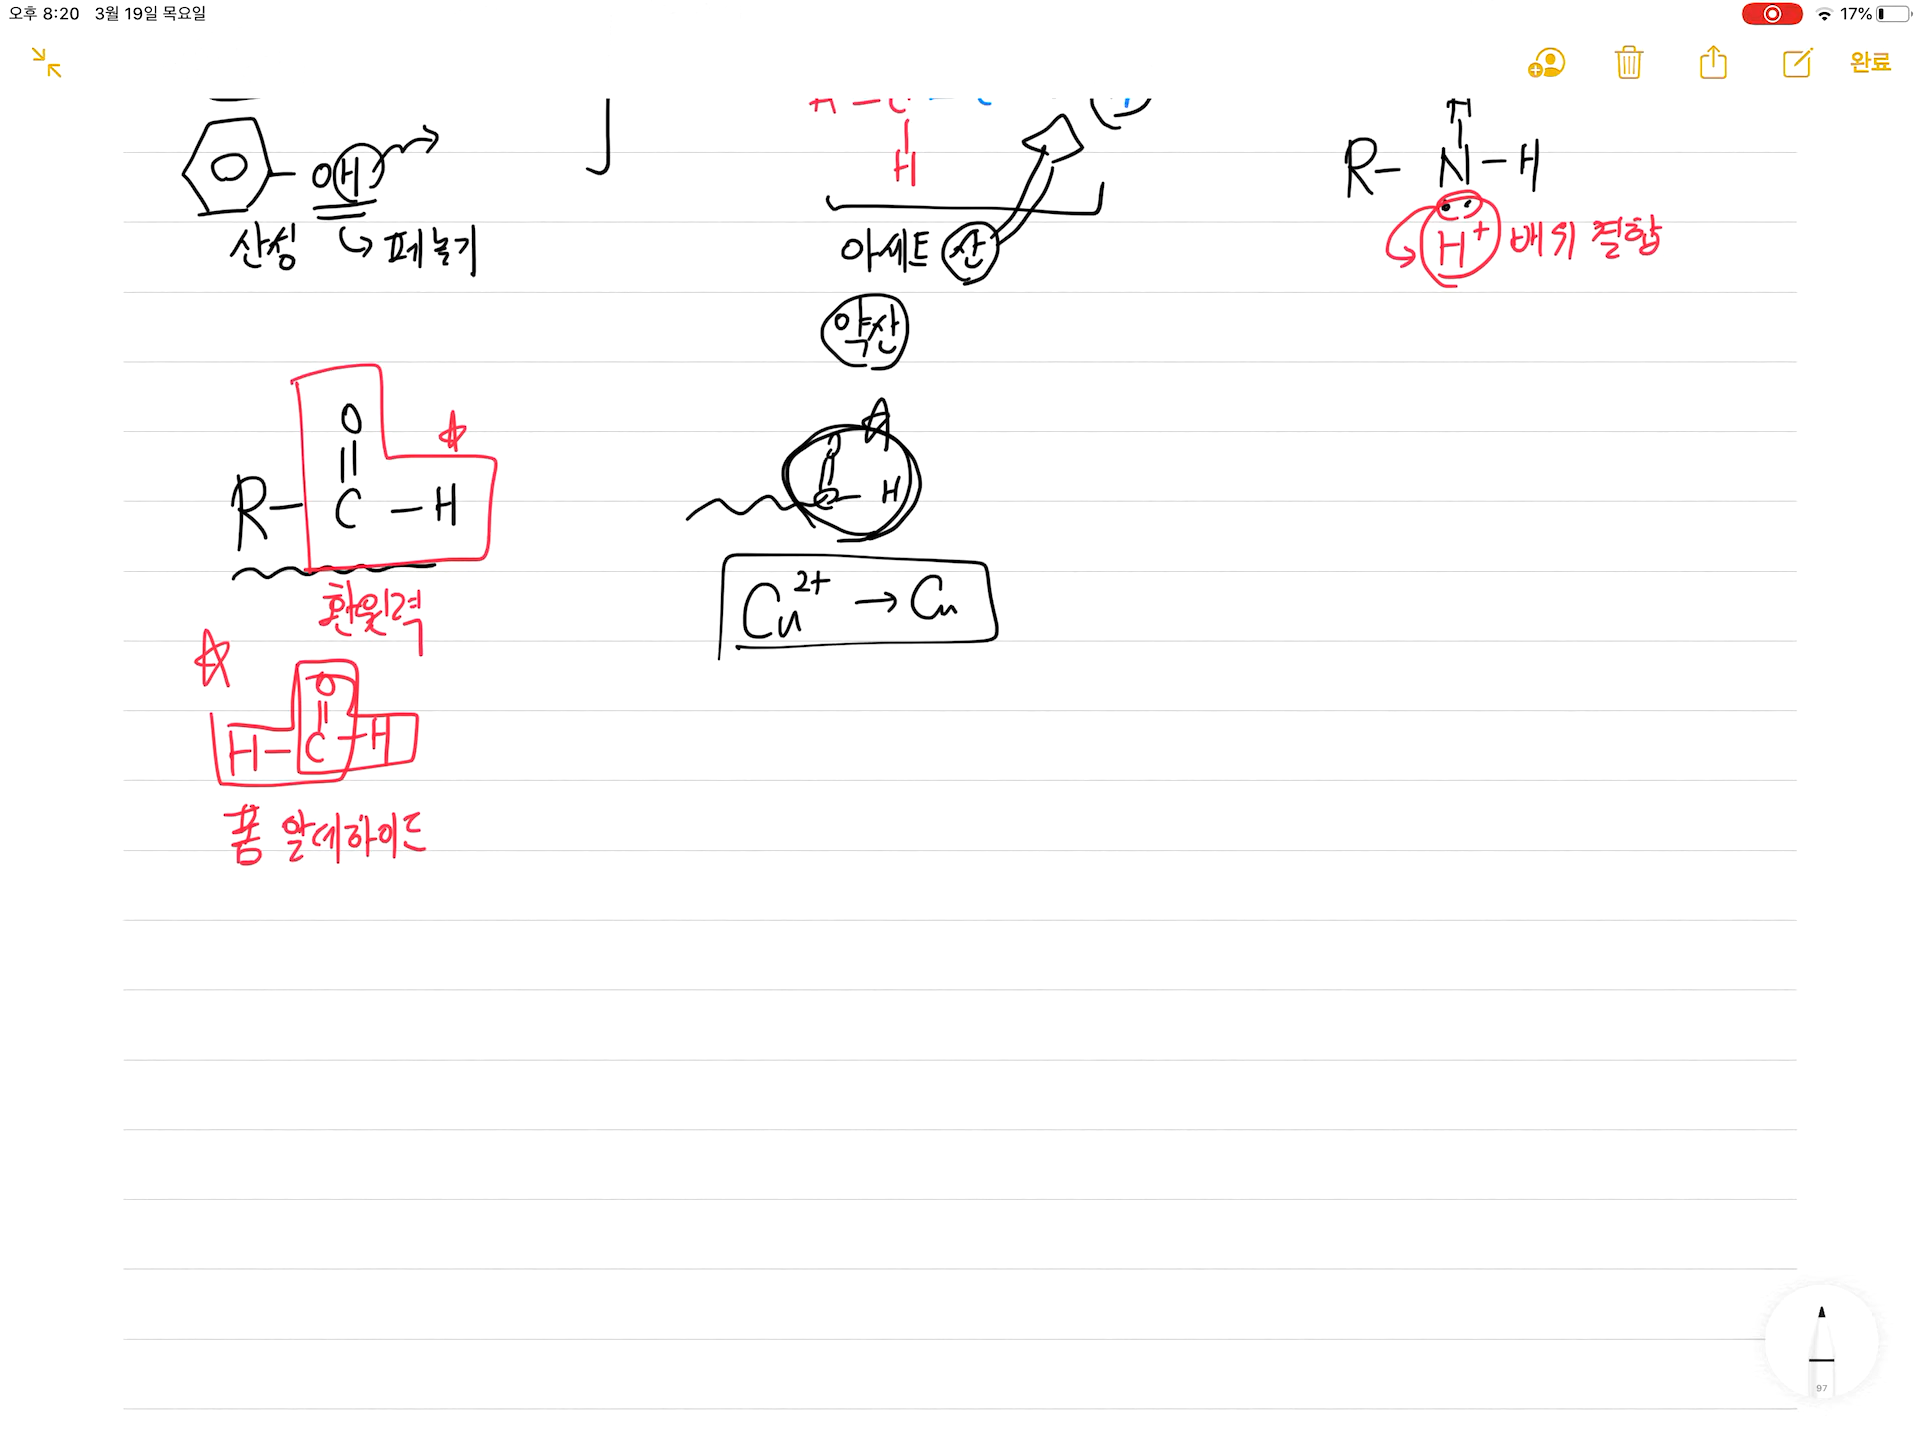 오후 8:20 3월 19일 목요일
17%
완료
OH
산성 → 페놀기
H
아세트산
약산
H
R-N-H
H+ 배위 결합
O
R-C-H
환원력
O
H
Cu2+ → Cu
O
H-C-H
폼 알데하이드
97